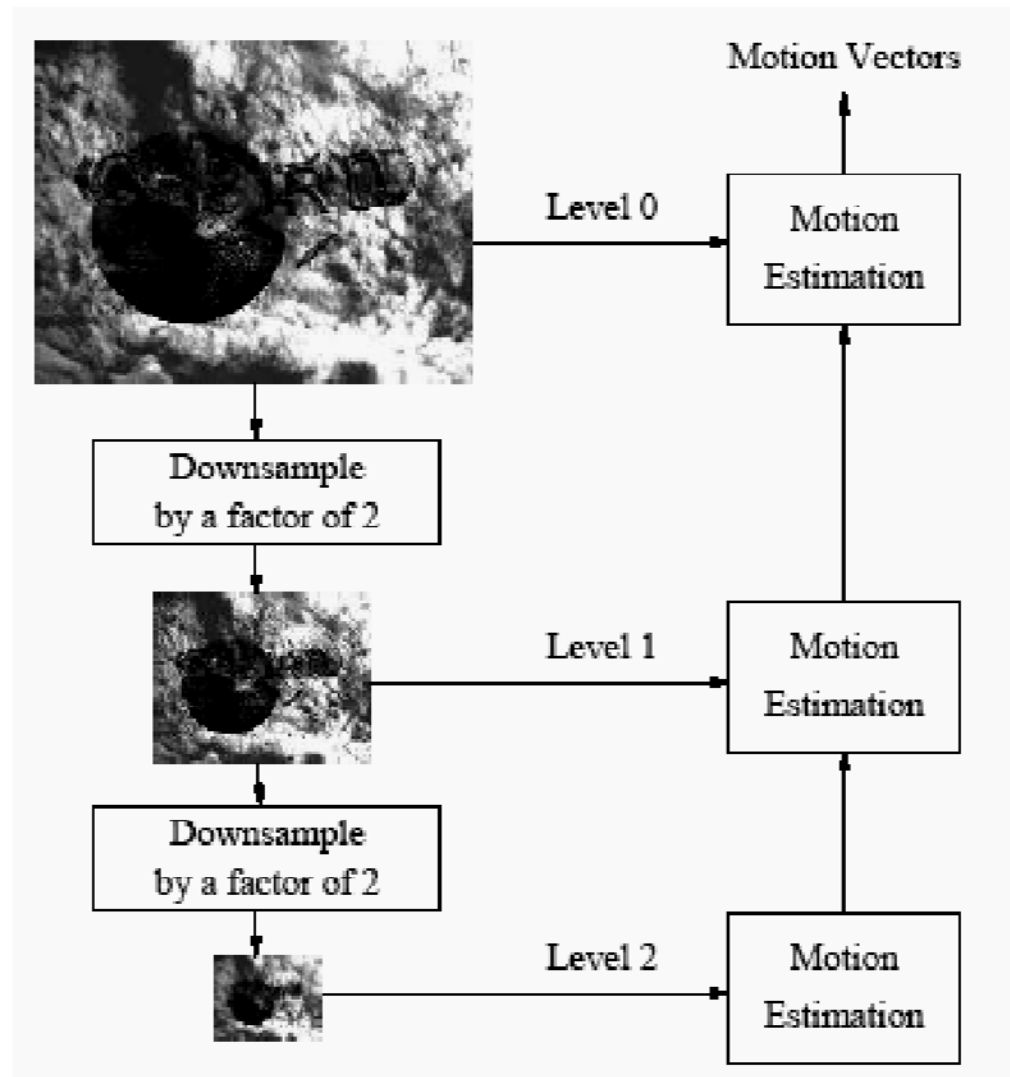 Motion Vectors
Level 0
Motion
Estimation
Downsample
by a factor of 2
Level 1
Motion
Estimation
Downsample
by a factor of 2
Level 2
Motion
Estimation